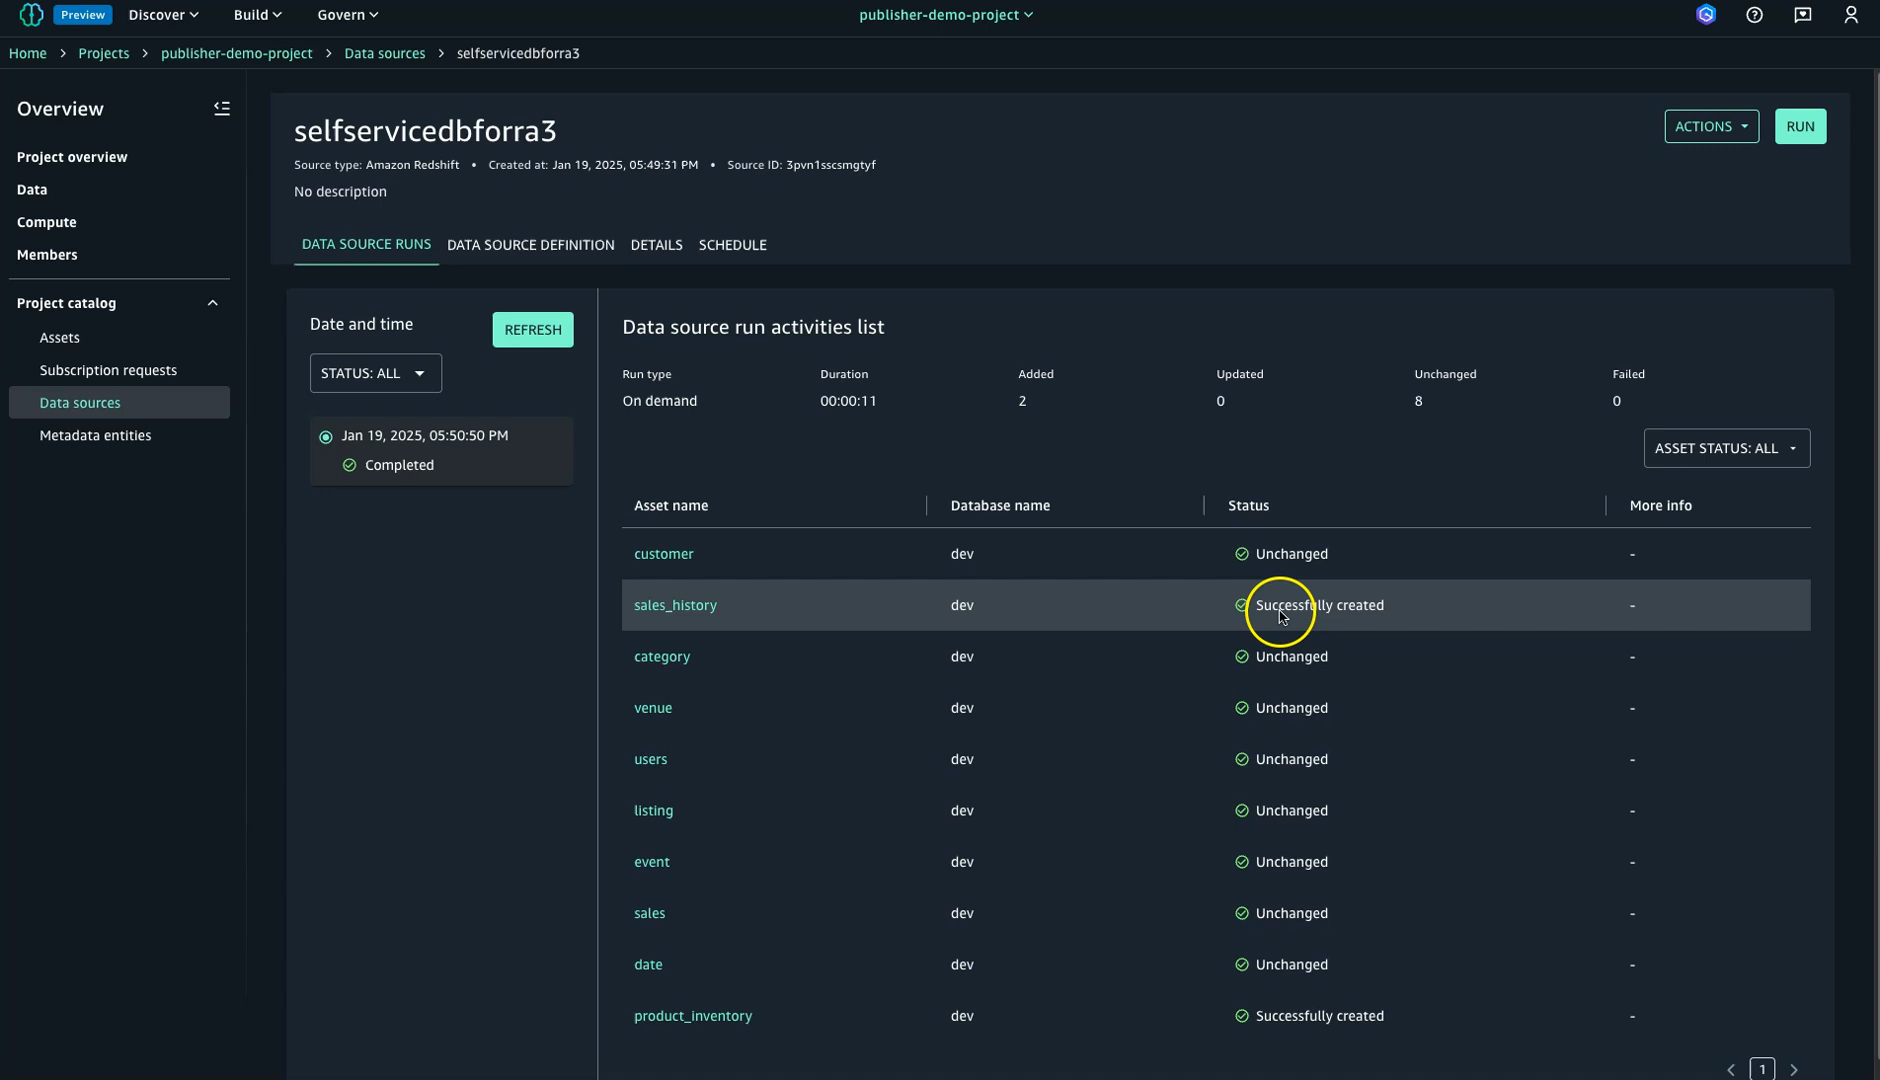 Preview Discover Build Govern publisher-demo-project
Home > Projects > publisher-demo-project > Data sources > selfservicedbforra3
Overview
Project overview
Data
Compute
Members
Project catalog
Assets
Subscription requests
Data sources
Metadata entities
selfservicedbforra3
ACTIONS RUN
Source type: Amazon Redshift • Created at: Jan 19, 2025, 05:49:31 PM • Source ID: 3pvn1sscsmgtyf
No description
DATA SOURCE RUNS DATA SOURCE DEFINITION DETAILS SCHEDULE
Date and time REFRESH
STATUS: ALL
Jan 19, 2025, 05:50:50 PM
Completed
Data source run activities list
Run type Duration Added Updated Unchanged Failed
On demand 00:00:11 2 0 8 0
ASSET STATUS: ALL
Asset name Database name Status More info
customer dev Unchanged -
sales_history dev Successfully created -
category dev Unchanged -
venue dev Unchanged -
users dev Unchanged -
listing dev Unchanged -
event dev Unchanged -
sales dev Unchanged -
date dev Unchanged -
product_inventory dev Successfully created -
< 1 >